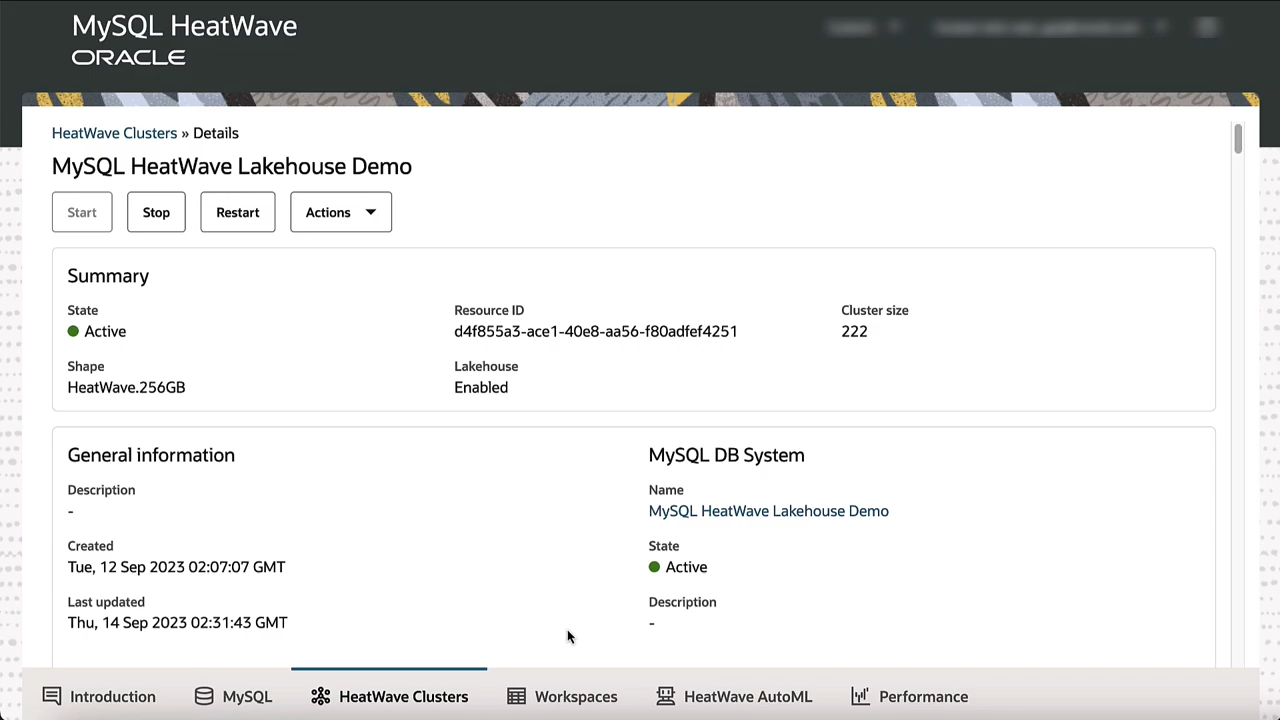 MySQL HeatWave
ORACLE
HeatWave Clusters » Details
MySQL HeatWave Lakehouse Demo
Start Stop Restart Actions
Summary
State Resource ID Cluster size
Active d4f855a3-ace1-40e8-aa56-f80adfef4251 222
Shape Lakehouse
HeatWave.256GB Enabled
General information MySQL DB System
Description Name
- MySQL HeatWave Lakehouse Demo
Created State
Tue, 12 Sep 2023 02:07:07 GMT Active
Last updated Description
Thu, 14 Sep 2023 02:31:43 GMT -
Introduction MySQL HeatWave Clusters Workspaces HeatWave AutoML Performance